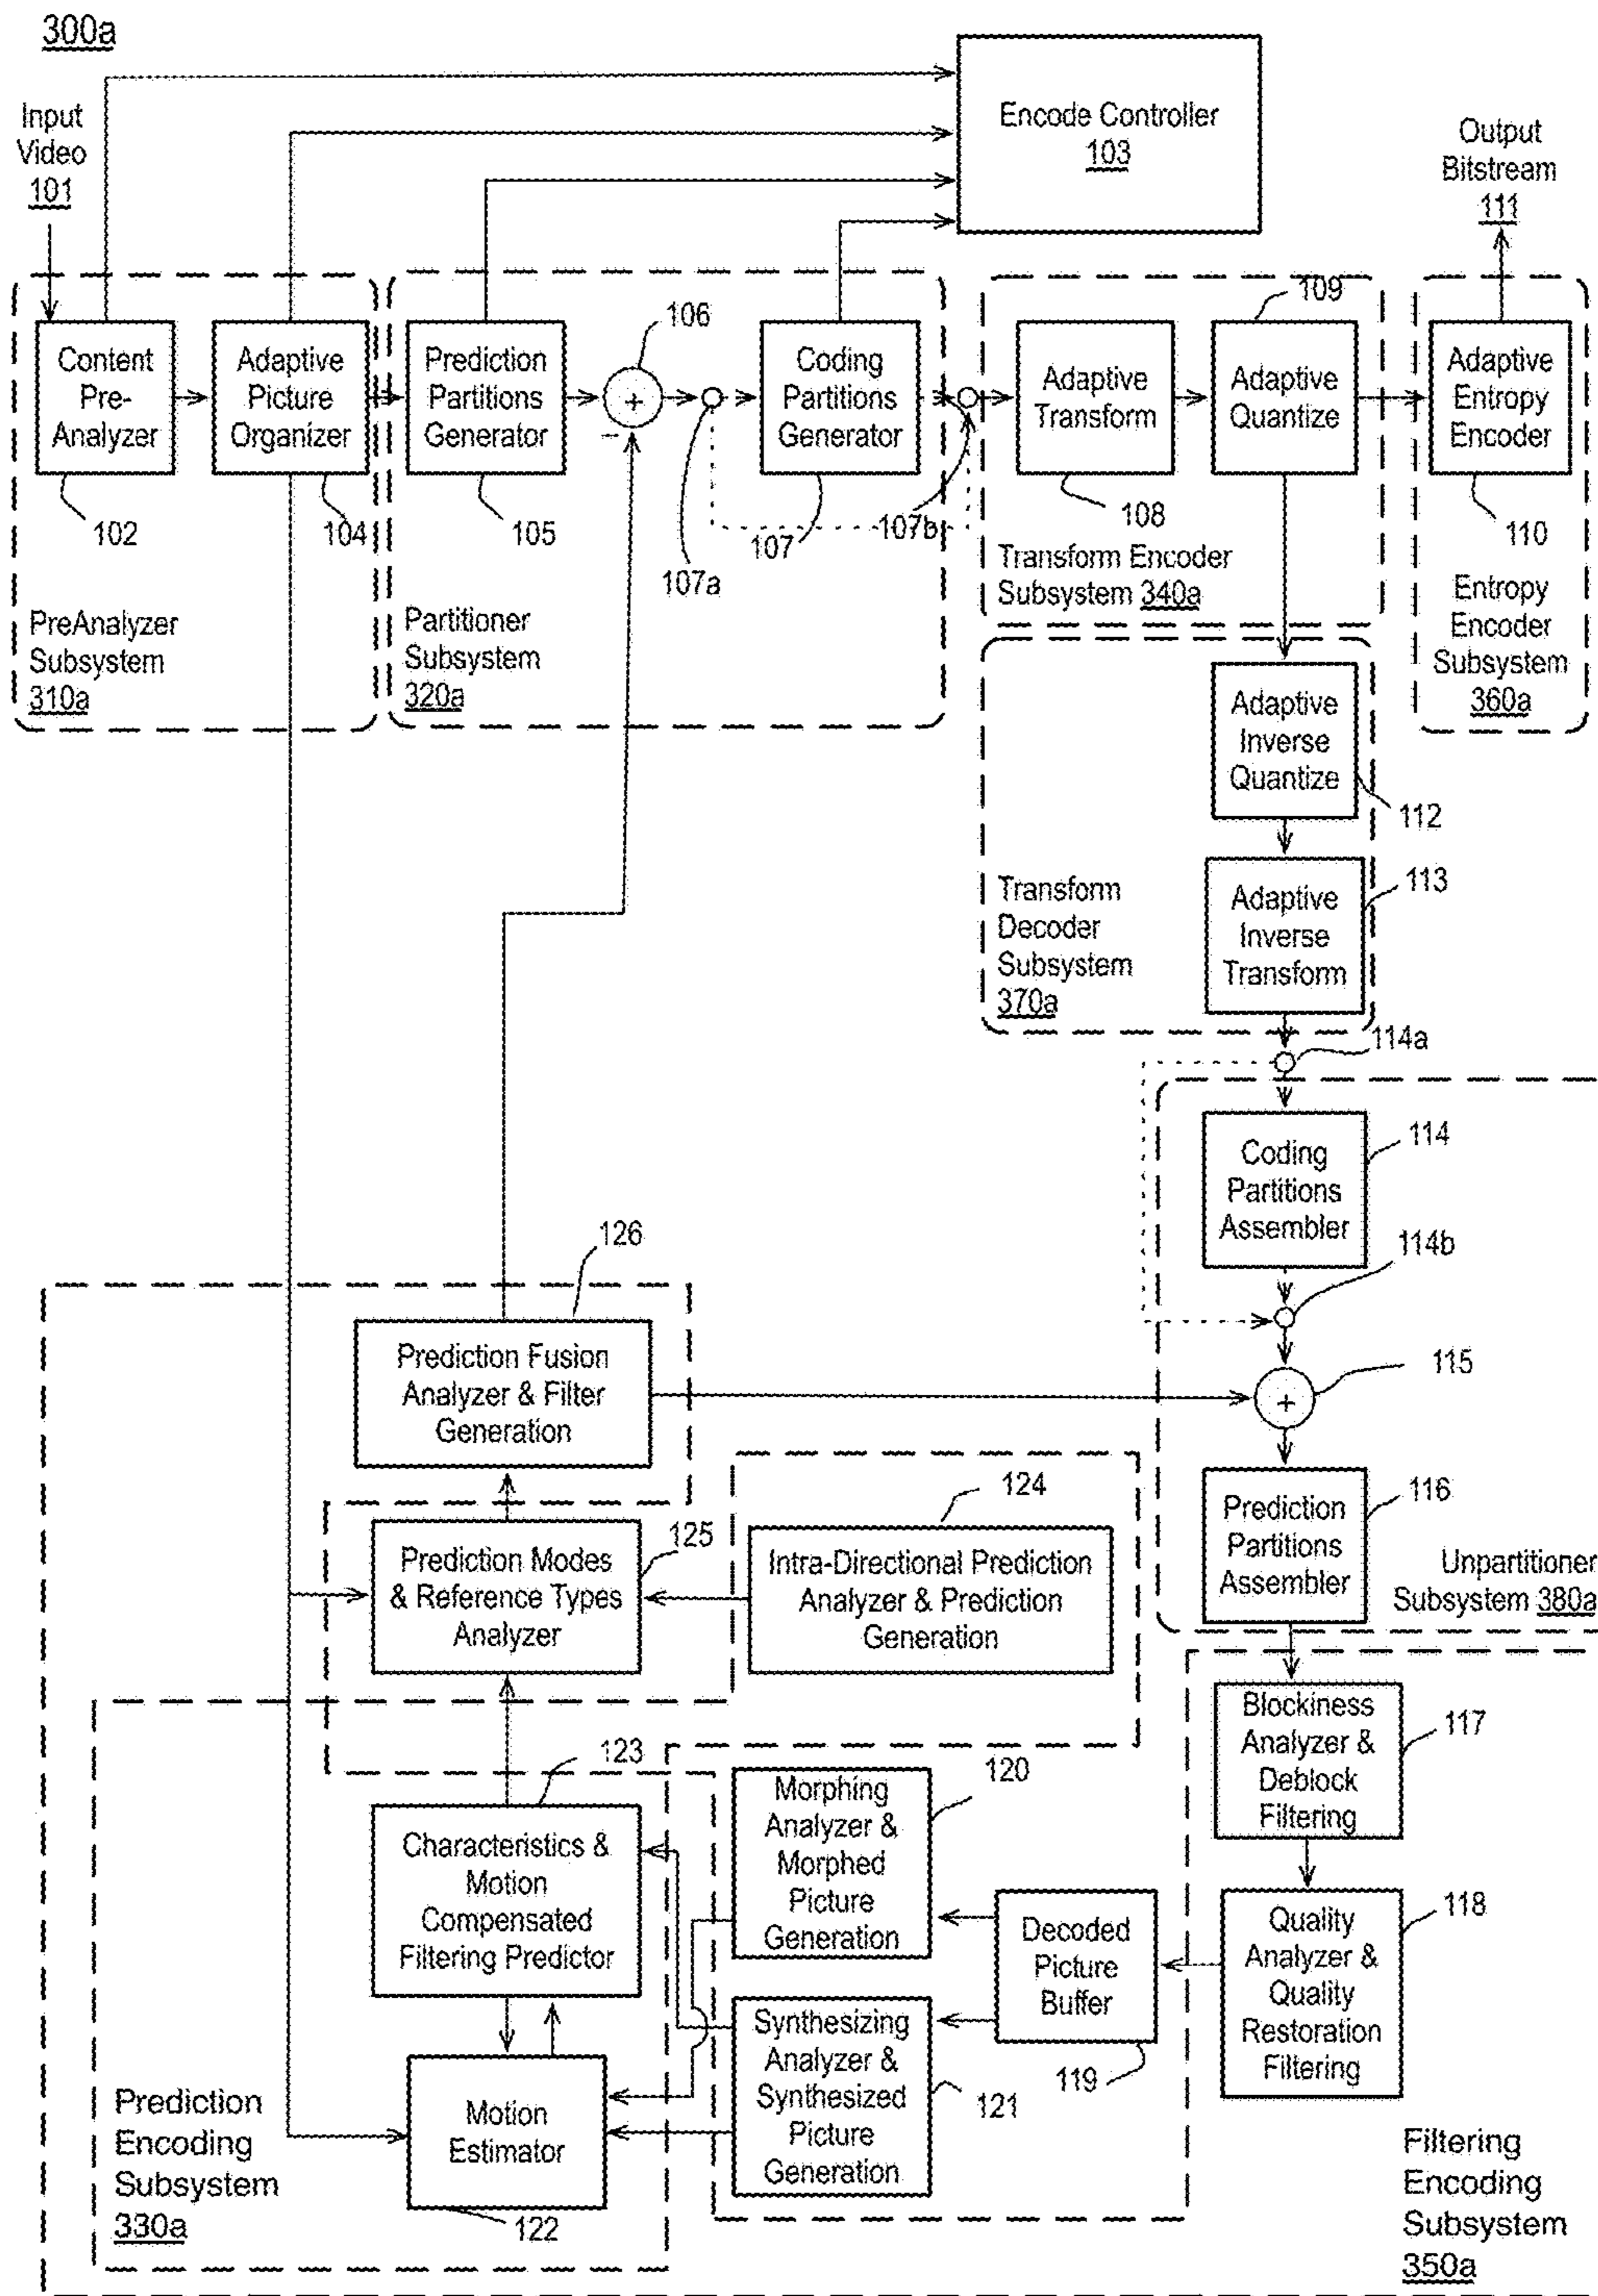 300a
Input
Video
101
Encode Controller
103
Output
Bitstream
111
Content
Pre-
Analyzer
102
Adaptive
Picture
Organizer
104
PreAnalyzer
Subsystem
310a
Prediction
Partitions
Generator
105
106
+
−
107a
Coding
Partitions
Generator
107
107b
Partitioner
Subsystem
320a
Adaptive
Transform
108
109
Adaptive
Quantize
Transform Encoder
Subsystem 340a
Adaptive
Entropy
Encoder
110
Entropy
Encoder
Subsystem
360a
Adaptive
Inverse
Quantize
112
Adaptive
Inverse
Transform
113
Transform
Decoder
Subsystem
370a
114a
Coding
Partitions
Assembler
114
114b
+
115
Prediction
Partitions
Assembler
116
Unpartitioner
Subsystem 380a
126
Prediction Fusion
Analyzer & Filter
Generation
Prediction Modes
& Reference Types
Analyzer
125
124
Intra-Directional Prediction
Analyzer & Prediction
Generation
Blockiness
Analyzer &
Deblock
Filtering
117
Quality
Analyzer &
Quality
Restoration
Filtering
118
123
Characteristics &
Motion
Compensated
Filtering Predictor
Morphing
Analyzer &
Morphed
Picture
Generation
120
Decoded
Picture
Buffer
119
Synthesizing
Analyzer &
Synthesized
Picture
Generation
121
Motion
Estimator
122
Prediction
Encoding
Subsystem
330a
Filtering
Encoding
Subsystem
350a